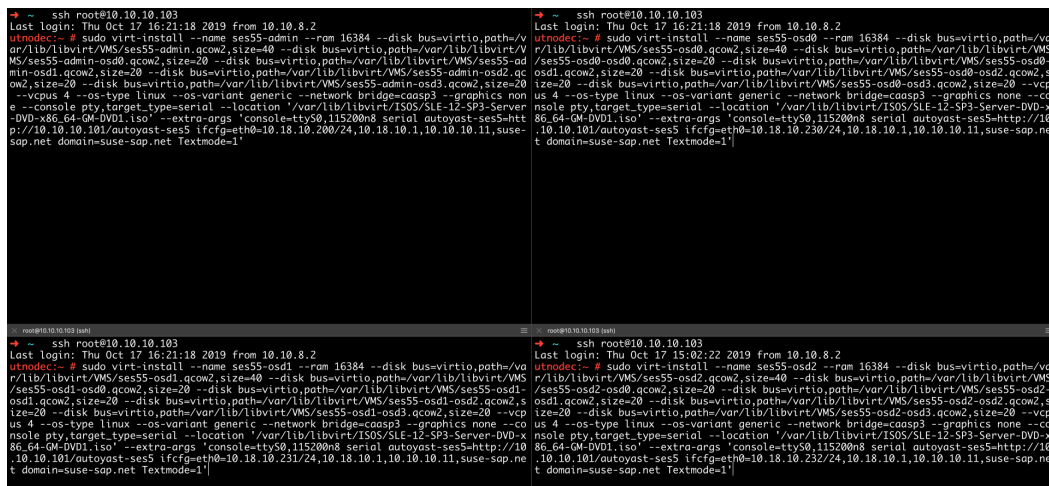 → ~ ssh root@10.10.10.103
Last login: Thu Oct 17 16:21:18 2019 from 10.10.8.2
utnodec:~ # sudo virt-install --name ses55-admin --ram 16384 --disk bus=virtio,path=/v
ar/lib/libvirt/VMS/ses55-admin.qcow2,size=40 --disk bus=virtio,path=/var/lib/libvirt/V
MS/ses55-admin-osd0.qcow2,size=20 --disk bus=virtio,path=/var/lib/libvirt/VMS/ses55-ad
min-osd1.qcow2,size=20 --disk bus=virtio,path=/var/lib/libvirt/VMS/ses55-admin-osd2.qc
ow2,size=20 --disk bus=virtio,path=/var/lib/libvirt/VMS/ses55-admin-osd3.qcow2,size=20
--vcpus 4 --os-type linux --os-variant generic --network bridge=caasp3 --graphics non
e --console pty,target_type=serial --location '/var/lib/libvirt/ISOS/SLE-12-SP3-Server
-DVD-x86_64-GM-DVD1.iso' --extra-args 'console=ttyS0,115200n8 serial autoyast-ses5=htt
p://10.10.10.101/autoyast-ses5 ifcfg=eth0=10.18.10.200/24,10.18.10.1,10.10.10.11,suse-
sap.net domain=suse-sap.net Textmode=1'
→ ~ ssh root@10.10.10.103
Last login: Thu Oct 17 16:21:18 2019 from 10.10.8.2
utnodec:~ # sudo virt-install --name ses55-osd0 --ram 16384 --disk bus=virtio,path=/va
r/lib/libvirt/VMS/ses55-osd0.qcow2,size=40 --disk bus=virtio,path=/var/lib/libvirt/VMS
/ses55-osd0-osd0.qcow2,size=20 --disk bus=virtio,path=/var/lib/libvirt/VMS/ses55-osd0-
osd1.qcow2,size=20 --disk bus=virtio,path=/var/lib/libvirt/VMS/ses55-osd0-osd2.qcow2,s
ize=20 --disk bus=virtio,path=/var/lib/libvirt/VMS/ses55-osd0-osd3.qcow2,size=20 --vcp
us 4 --os-type linux --os-variant generic --network bridge=caasp3 --graphics none --co
nsole pty,target_type=serial --location '/var/lib/libvirt/ISOS/SLE-12-SP3-Server-DVD-x
86_64-GM-DVD1.iso' --extra-args 'console=ttyS0,115200n8 serial autoyast-ses5=http://10
.10.10.101/autoyast-ses5 ifcfg=eth0=10.18.10.230/24,10.18.10.1,10.10.10.11,suse-sap.ne
t domain=suse-sap.net Textmode=1'
root@10.10.10.103 (ssh)
→ ~ ssh root@10.10.10.103
Last login: Thu Oct 17 16:21:18 2019 from 10.10.8.2
utnodec:~ # sudo virt-install --name ses55-osd1 --ram 16384 --disk bus=virtio,path=/va
r/lib/libvirt/VMS/ses55-osd1.qcow2,size=40 --disk bus=virtio,path=/var/lib/libvirt/VMS
/ses55-osd1-osd0.qcow2,size=20 --disk bus=virtio,path=/var/lib/libvirt/VMS/ses55-osd1-
osd1.qcow2,size=20 --disk bus=virtio,path=/var/lib/libvirt/VMS/ses55-osd1-osd2.qcow2,s
ize=20 --disk bus=virtio,path=/var/lib/libvirt/VMS/ses55-osd1-osd3.qcow2,size=20 --vcp
us 4 --os-type linux --os-variant generic --network bridge=caasp3 --graphics none --co
nsole pty,target_type=serial --location '/var/lib/libvirt/ISOS/SLE-12-SP3-Server-DVD-x
86_64-GM-DVD1.iso' --extra-args 'console=ttyS0,115200n8 serial autoyast-ses5=http://10
.10.10.101/autoyast-ses5 ifcfg=eth0=10.18.10.231/24,10.18.10.1,10.10.10.11,suse-sap.ne
t domain=suse-sap.net Textmode=1'
root@10.10.10.103 (ssh)
→ ~ ssh root@10.10.10.103
Last login: Thu Oct 17 15:02:22 2019 from 10.10.8.2
utnodec:~ # sudo virt-install --name ses55-osd2 --ram 16384 --disk bus=virtio,path=/va
r/lib/libvirt/VMS/ses55-osd2.qcow2,size=40 --disk bus=virtio,path=/var/lib/libvirt/VMS
/ses55-osd2-osd0.qcow2,size=20 --disk bus=virtio,path=/var/lib/libvirt/VMS/ses55-osd2-
osd1.qcow2,size=20 --disk bus=virtio,path=/var/lib/libvirt/VMS/ses55-osd2-osd2.qcow2,s
ize=20 --disk bus=virtio,path=/var/lib/libvirt/VMS/ses55-osd2-osd3.qcow2,size=20 --vcp
us 4 --os-type linux --os-variant generic --network bridge=caasp3 --graphics none --co
nsole pty,target_type=serial --location '/var/lib/libvirt/ISOS/SLE-12-SP3-Server-DVD-x
86_64-GM-DVD1.iso' --extra-args 'console=ttyS0,115200n8 serial autoyast-ses5=http://10
.10.10.101/autoyast-ses5 ifcfg=eth0=10.18.10.232/24,10.18.10.1,10.10.10.11,suse-sap.ne
t domain=suse-sap.net Textmode=1'